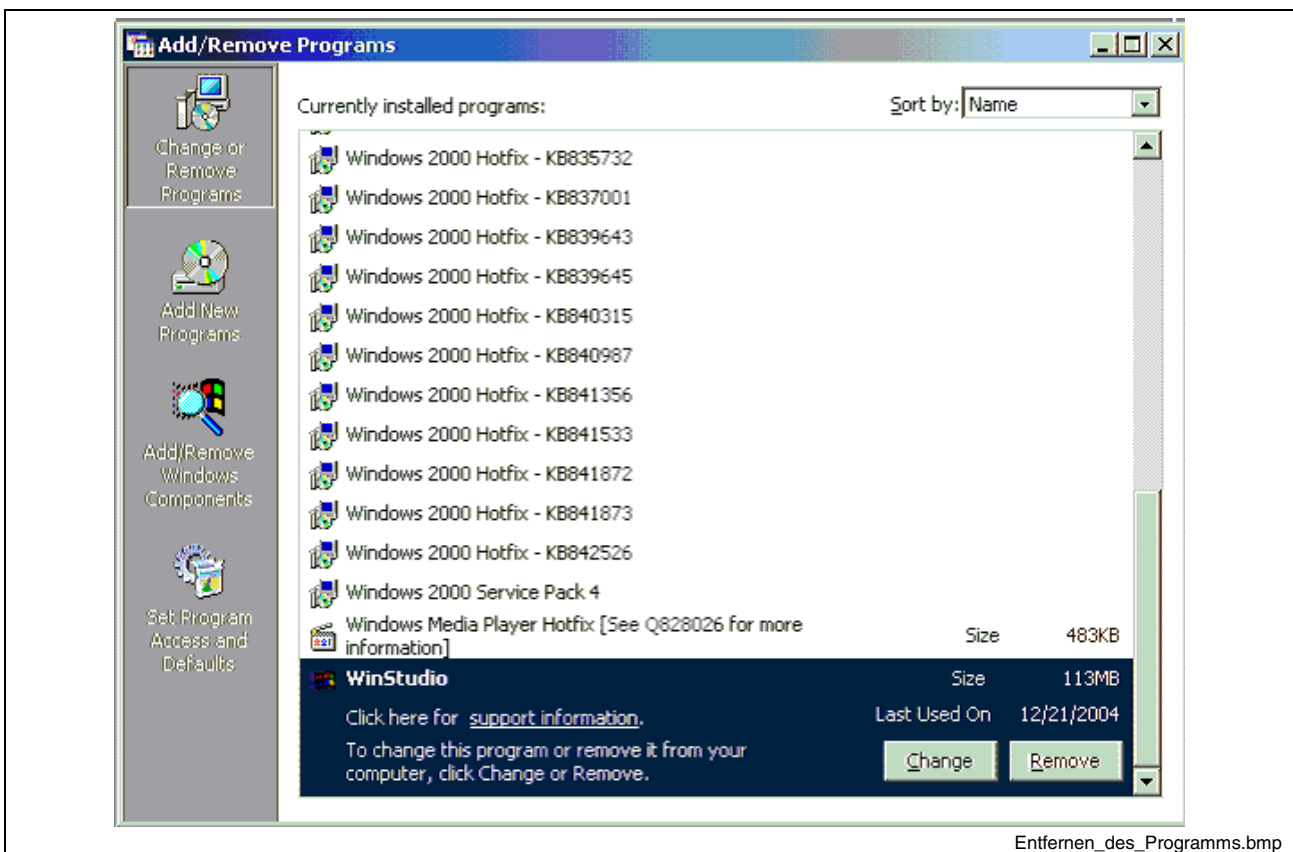 Add/Remove Programs
Change or
Remove
Programs
Add New
Programs
Add/Remove
Windows
Components
Set Program
Access and
Defaults
Currently installed programs:
Sort by: Name
Windows 2000 Hotfix - KB835732
Windows 2000 Hotfix - KB837001
Windows 2000 Hotfix - KB839643
Windows 2000 Hotfix - KB839645
Windows 2000 Hotfix - KB840315
Windows 2000 Hotfix - KB840987
Windows 2000 Hotfix - KB841356
Windows 2000 Hotfix - KB841533
Windows 2000 Hotfix - KB841872
Windows 2000 Hotfix - KB841873
Windows 2000 Hotfix - KB842526
Windows 2000 Service Pack 4
Windows Media Player Hotfix [See Q828026 for more
information]
Size 483KB
WinStudio Size 113MB
Click here for support information. Last Used On 12/21/2004
To change this program or remove it from your
computer, click Change or Remove.
Change Remove
Entfernen_des_Programms.bmp